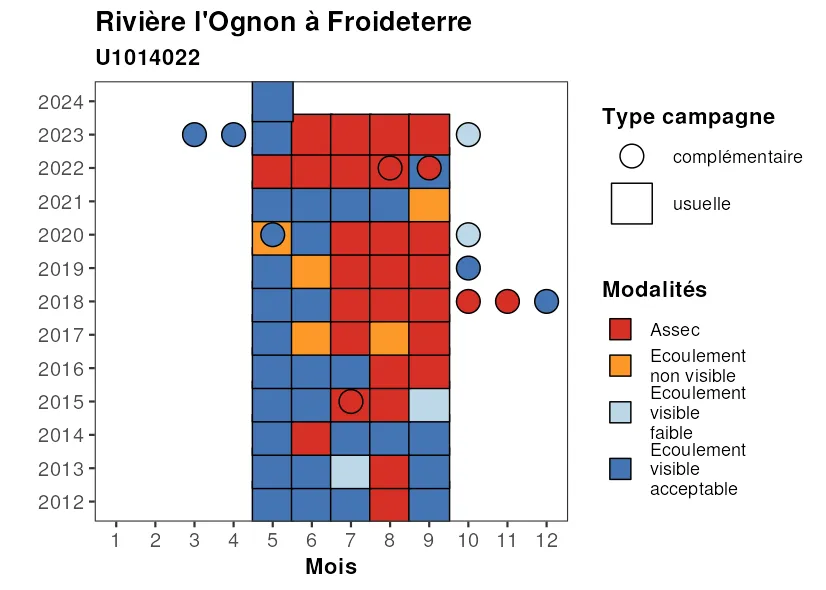 Rivière l'Ognon à Froideterre
U1014022
2024
2023
2022
2021
2020
2019
2018
2017
2016
2015
2014
2013
2012
1 2 3 4 5 6 7 8 9 10 11 12
Mois
Type campagne
complémentaire
usuelle
Modalités
Assec
Ecoulement
non visible
Ecoulement
visible
faible
Ecoulement
visible
acceptable